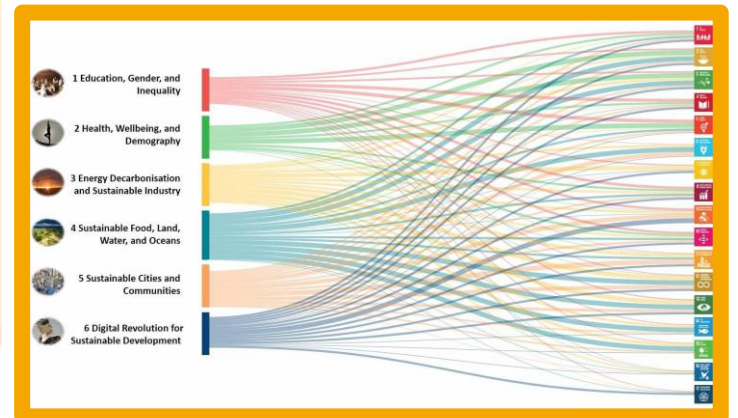 1 Education, Gender, and
Inequality
2 Health, Wellbeing, and
Demography
3 Energy Decarbonisation
and Sustainable Industry
4 Sustainable Food, Land,
Water, and Oceans
5 Sustainable Cities and
Communities
6 Digital Revolution for
Sustainable Development